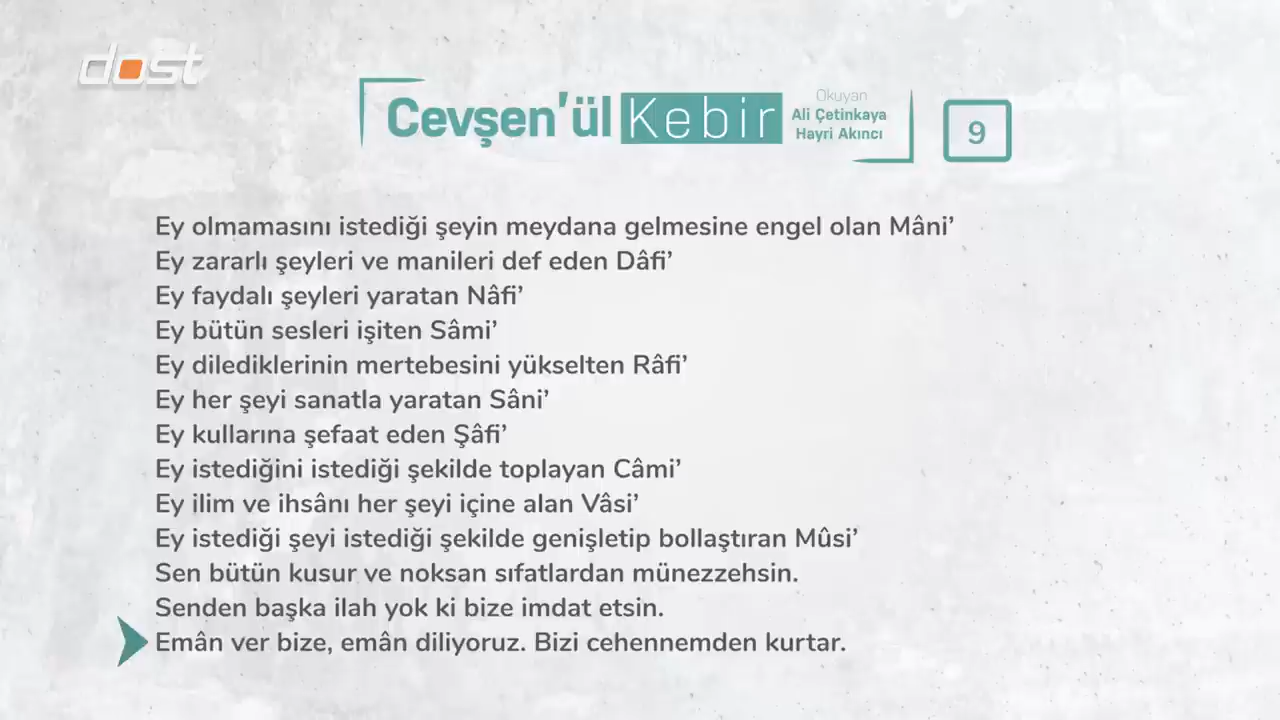 dost
Cevşen'ül Kebir
Okuyan
Ali Çetinkaya
Hayri Akıncı
9
Ey olmamasını istediği şeyin meydana gelmesine engel olan Mâni’
Ey zararlı şeyleri ve manileri def eden Dâfi’
Ey faydalı şeyleri yaratan Nâfi’
Ey bütün sesleri işiten Sâmi’
Ey dilediklerinin mertebesini yükselten Râfi’
Ey her şeyi sanatla yaratan Sâni’
Ey kullarına şefaat eden Şâfi’
Ey istediğini istediği şekilde toplayan Câmi’
Ey ilim ve ihsânı her şeyi içine alan Vâsi’
Ey istediği şeyi istediği şekilde genişletip bollaştıran Mûsi’
Sen bütün kusur ve noksan sıfatlardan münezzehsin.
Senden başka ilah yok ki bize imdat etsin.
Emân ver bize, emân diliyoruz. Bizi cehennemden kurtar.